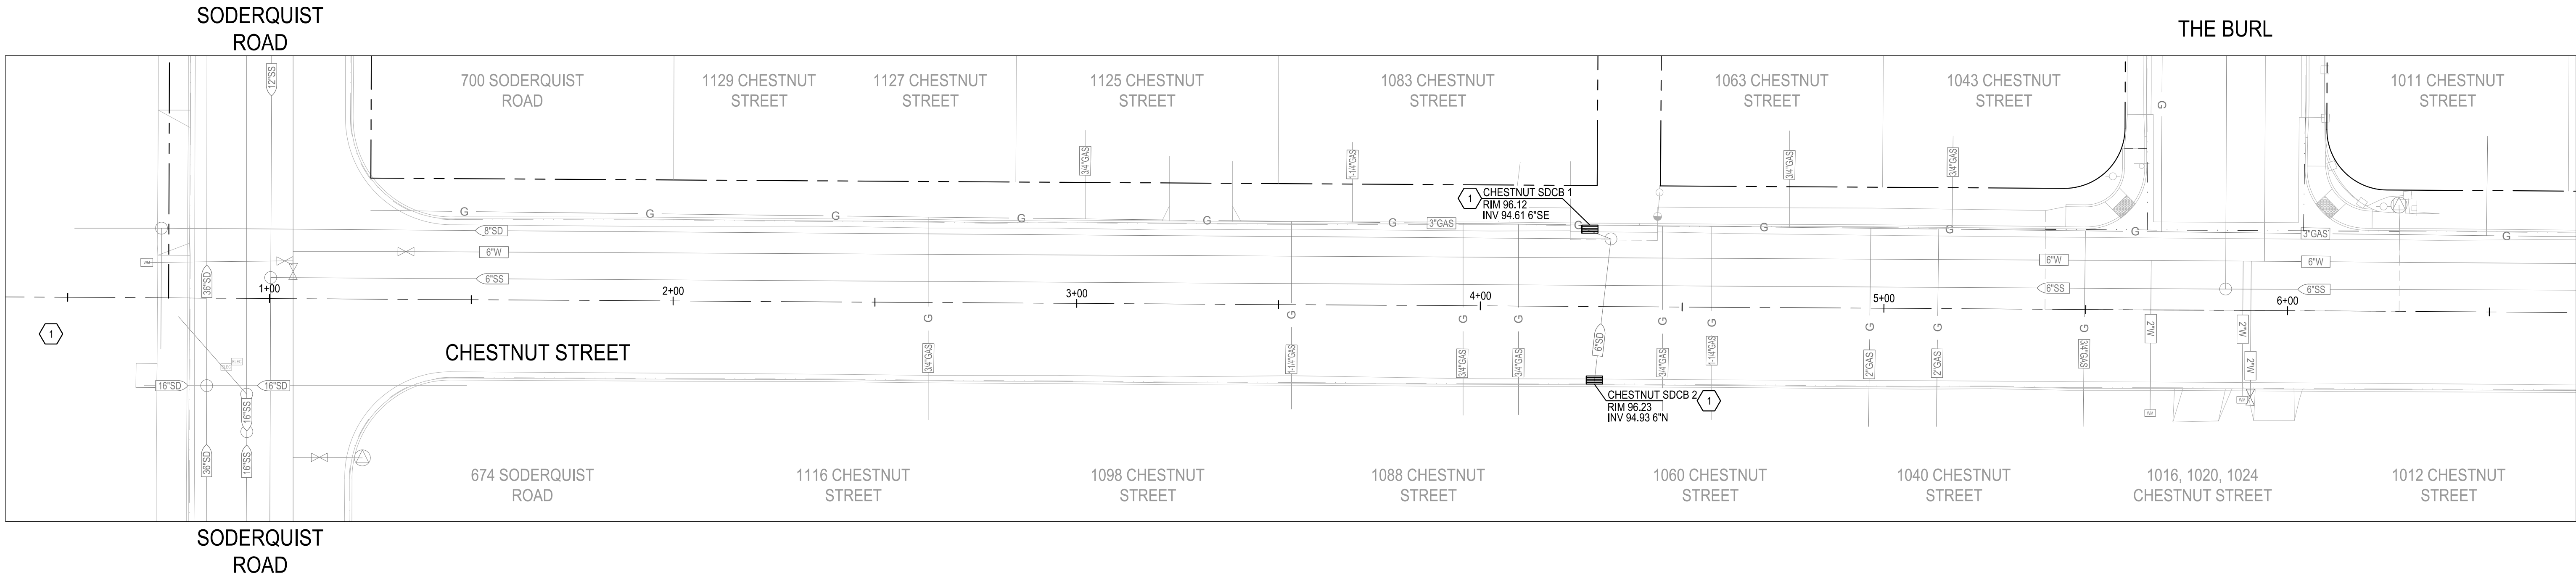 SODERQUIST
ROAD
THE BURL
12"SS
700 SODERQUIST
ROAD
1129 CHESTNUT
STREET
1127 CHESTNUT
STREET
1125 CHESTNUT
STREET
1083 CHESTNUT
STREET
1063 CHESTNUT
STREET
1043 CHESTNUT
STREET
1011 CHESTNUT
STREET
G
3/4"GAS
1-1/4"GAS
3/4"GAS
3/4"GAS
1
CHESTNUT SDCB 1
RIM 96.12
INV 94.61 6"SE
G
G
G
G
G
G
3"GAS
G
G
G
G
3"GAS
G
8"SD
6"W
6"W
6"W
WM
36"SD
6"SS
6"SS
6"SS
1+00
2+00
3+00
4+00
5+00
6+00
1
G
G
G
G
G
G
G
G
G
6"SD
2"W
2"W
2"W
CHESTNUT STREET
3/4"GAS
1-1/4"GAS
3/4"GAS
3/4"GAS
3/4"GAS
1-1/4"GAS
2"GAS
2"GAS
3/4"GAS
16"SD
16"SD
16"SS
CHESTNUT SDCB 2
RIM 96.23
INV 94.93 6"N
1
WM
WM
36"SD
16"SS
674 SODERQUIST
ROAD
1116 CHESTNUT
STREET
1098 CHESTNUT
STREET
1088 CHESTNUT
STREET
1060 CHESTNUT
STREET
1040 CHESTNUT
STREET
1016, 1020, 1024
CHESTNUT STREET
1012 CHESTNUT
STREET
SODERQUIST
ROAD